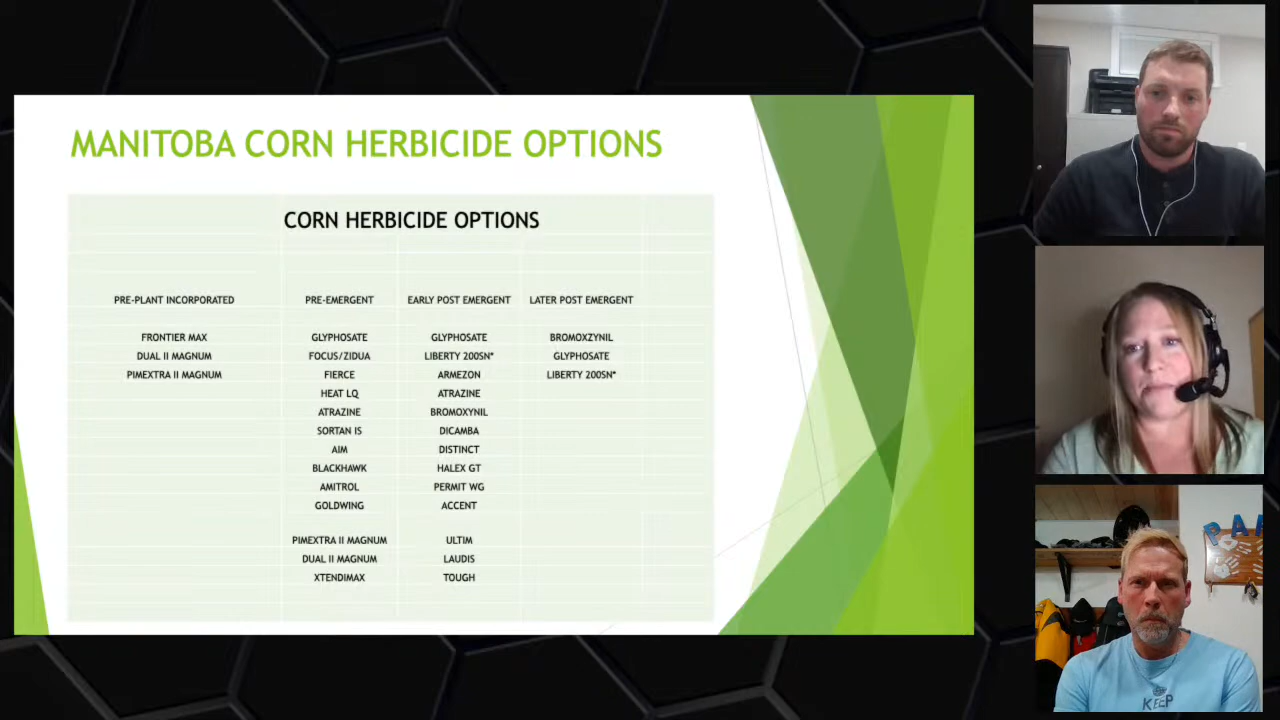 MANITOBA CORN HERBICIDE OPTIONS
CORN HERBICIDE OPTIONS
PRE-PLANT INCORPORATED PRE-EMERGENT EARLY POST EMERGENT LATER POST EMERGENT
FRONTIER MAX GLYPHOSATE GLYPHOSATE BROMOXZYNIL
DUAL II MAGNUM FOCUS/ZIDUA LIBERTY 200SN* GLYPHOSATE
PIMEXTRA II MAGNUM FIERCE ARMEZON LIBERTY 200SN*
HEAT LQ ATRAZINE
ATRAZINE BROMOXYNIL
SORTAN IS DICAMBA
AIM DISTINCT
BLACKHAWK HALEX GT
AMITROL PERMIT WG
GOLDWING ACCENT
PIMEXTRA II MAGNUM ULTIM
DUAL II MAGNUM LAUDIS
XTENDIMAX TOUGH
PAR
KEEP